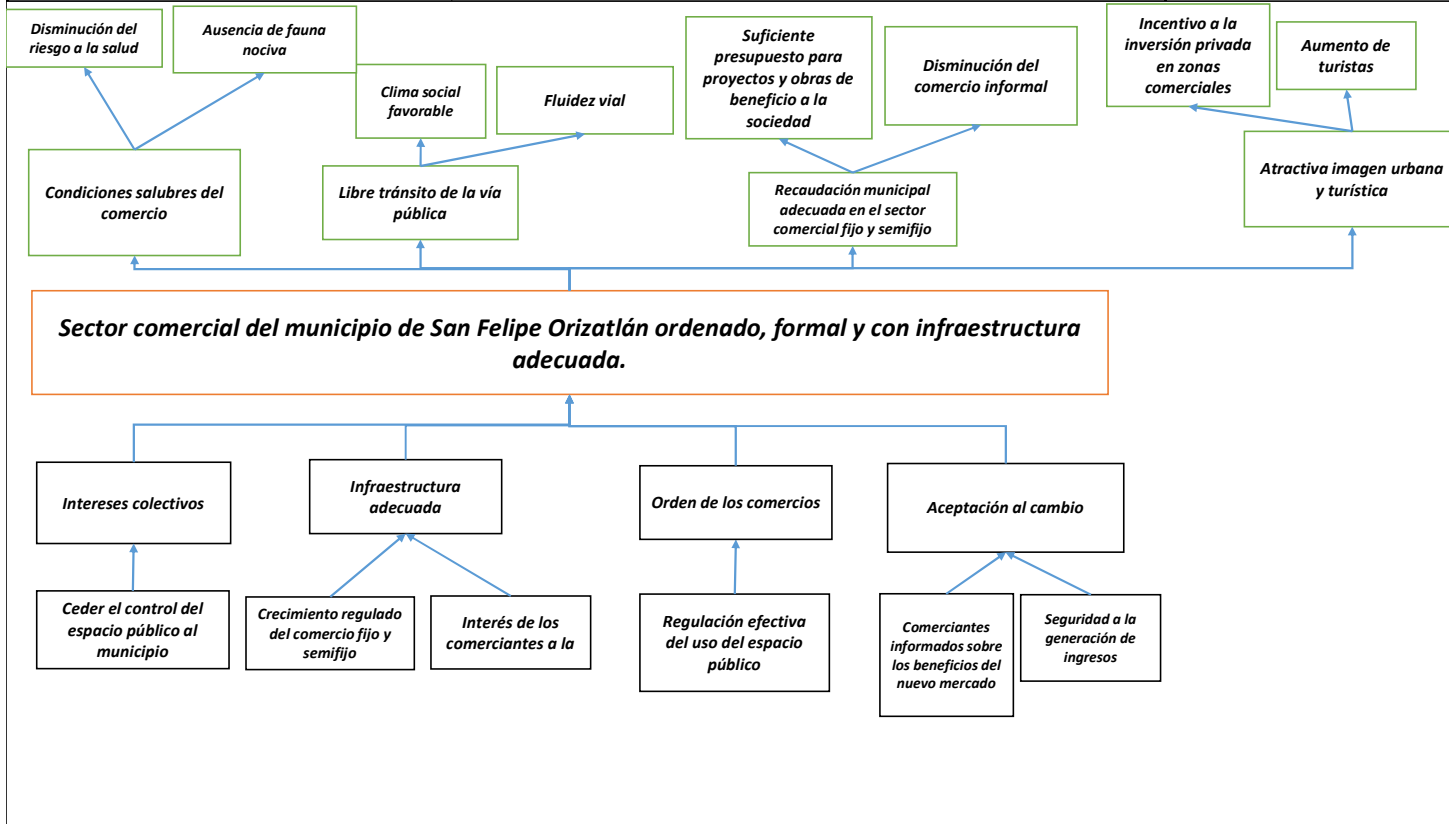 Disminución del
riesgo a la salud
Ausencia de fauna
nociva
Clima social
favorable
Fluidez vial
Suficiente
presupuesto para
proyectos y obras de
beneficio a la
sociedad
Disminución del
comercio informal
Incentivo a la
inversión privada
en zonas
comerciales
Aumento de
turistas
Condiciones salubres del
comercio
Libre tránsito de la vía
pública
Recaudación municipal
adecuada en el sector
comercial fijo y semifijo
Atractiva imagen urbana
y turística
Sector comercial del municipio de San Felipe Orizatlán ordenado, formal y con infraestructura
adecuada.
Intereses colectivos
Infraestructura
adecuada
Orden de los comercios
Aceptación al cambio
Ceder el control del
espacio público al
municipio
Crecimiento regulado
del comercio fijo y
semifijo
Interés de los
comerciantes a la
Regulación efectiva
del uso del espacio
público
Comerciantes
informados sobre
los beneficios del
nuevo mercado
Seguridad a la
generación de
ingresos